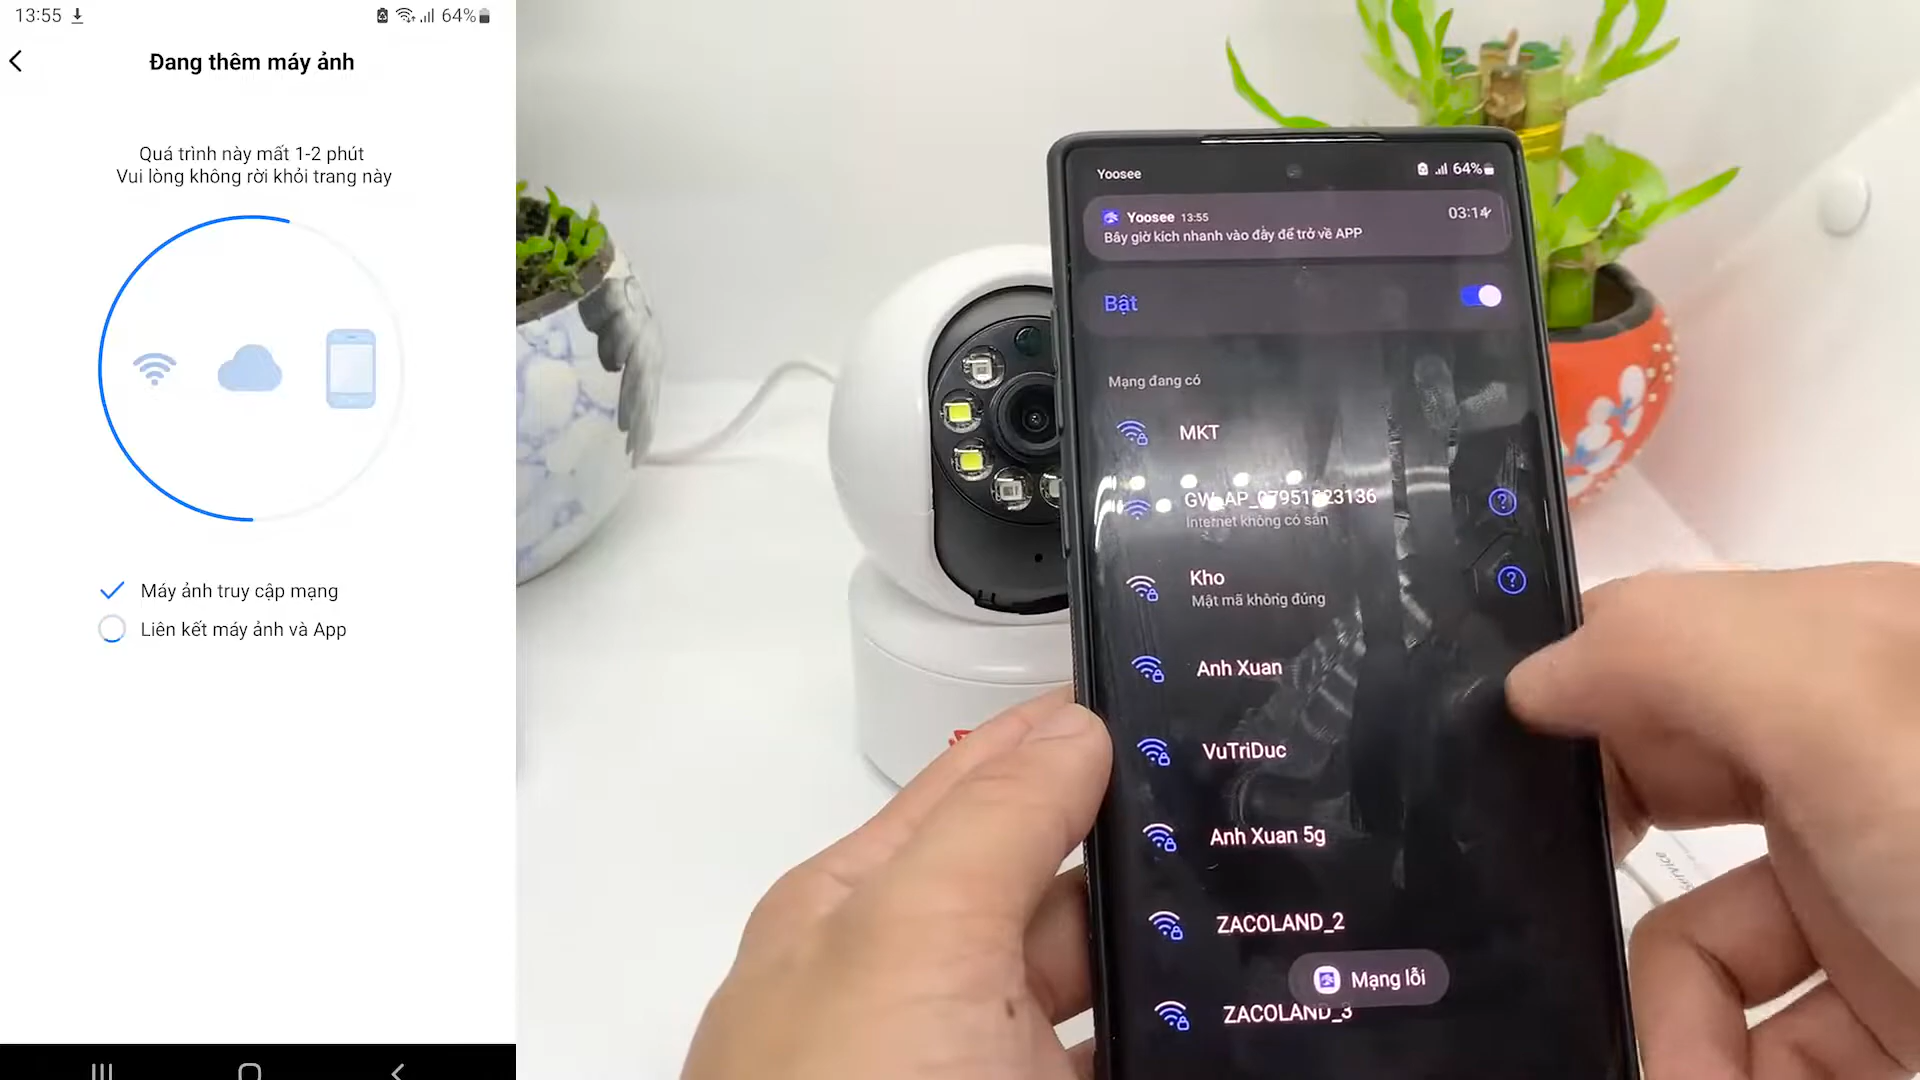 13:55
64%
Đang thêm máy ảnh
Quá trình này mất 1-2 phút
Vui lòng không rời khỏi trang này
Máy ảnh truy cập mạng
Liên kết máy ảnh và App
Yoosee
64%
Yoosee 13:55
03:1
Bây giờ kích nhanh vào đây để trở về APP
Bật
Mạng đang có
MKT
GW_AP_07951823136
Internet không có sẵn
Kho
Mật mã không đúng
Anh Xuan
VuTriDuc
Anh Xuan 5g
ZACOLAND_2
Mạng lỗi
ZACOLAND_3
Service